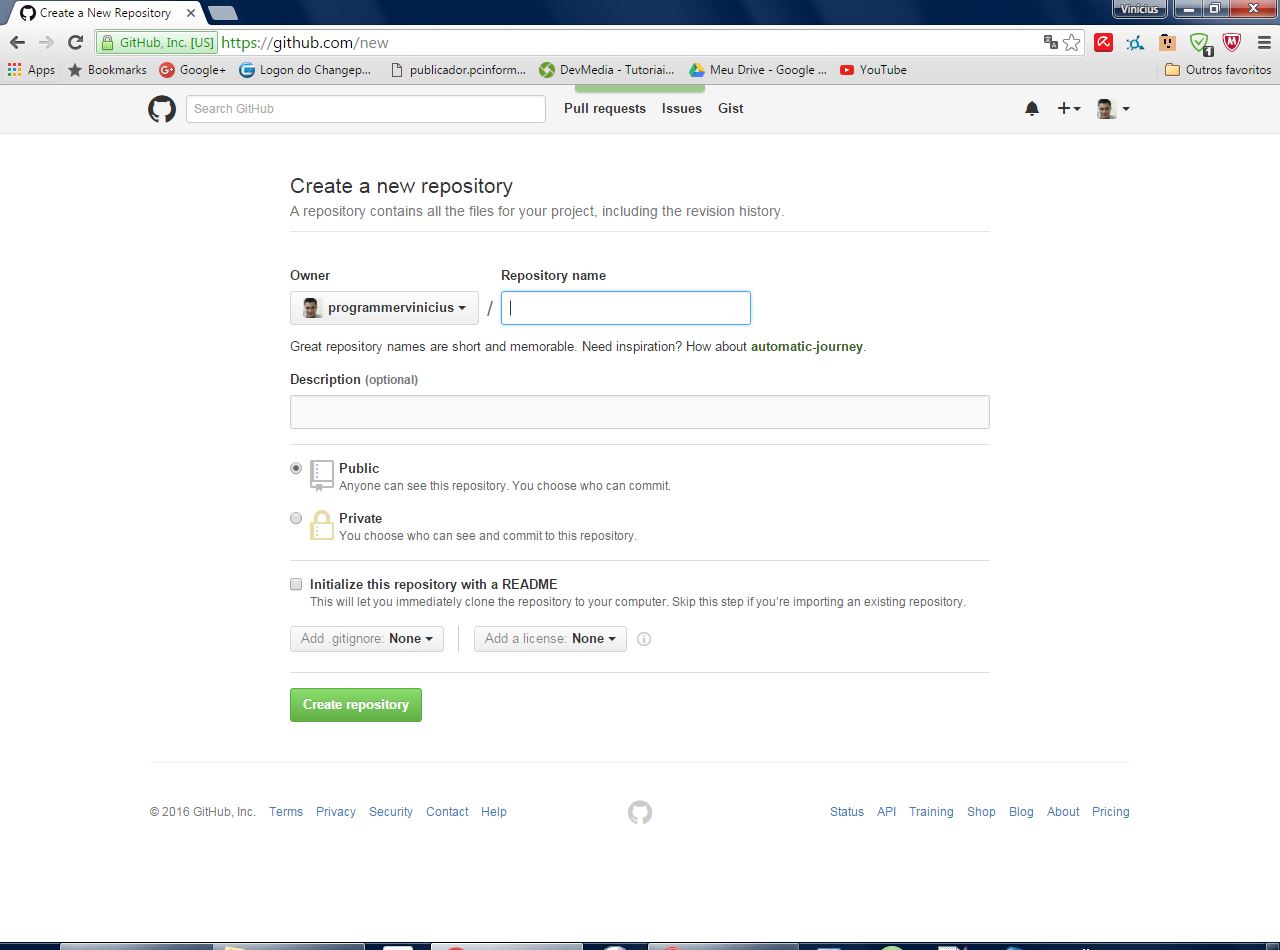 Create a New Repository
Vinícius
GitHub, Inc. [US] https://github.com/new
Apps Bookmarks Google+ Logon do Changep... publicador.pcinform... DevMedia - Tutoriai... Meu Drive - Google ... YouTube Outros favoritos
Search GitHub Pull requests Issues Gist
Create a new repository
A repository contains all the files for your project, including the revision history.
Owner Repository name
programmervinicius /
Great repository names are short and memorable. Need inspiration? How about automatic-journey.
Description (optional)
Public
Anyone can see this repository. You choose who can commit.
Private
You choose who can see and commit to this repository.
Initialize this repository with a README
This will let you immediately clone the repository to your computer. Skip this step if you’re importing an existing repository.
Add .gitignore: None Add a license: None
Create repository
© 2016 GitHub, Inc. Terms Privacy Security Contact Help Status API Training Shop Blog About Pricing